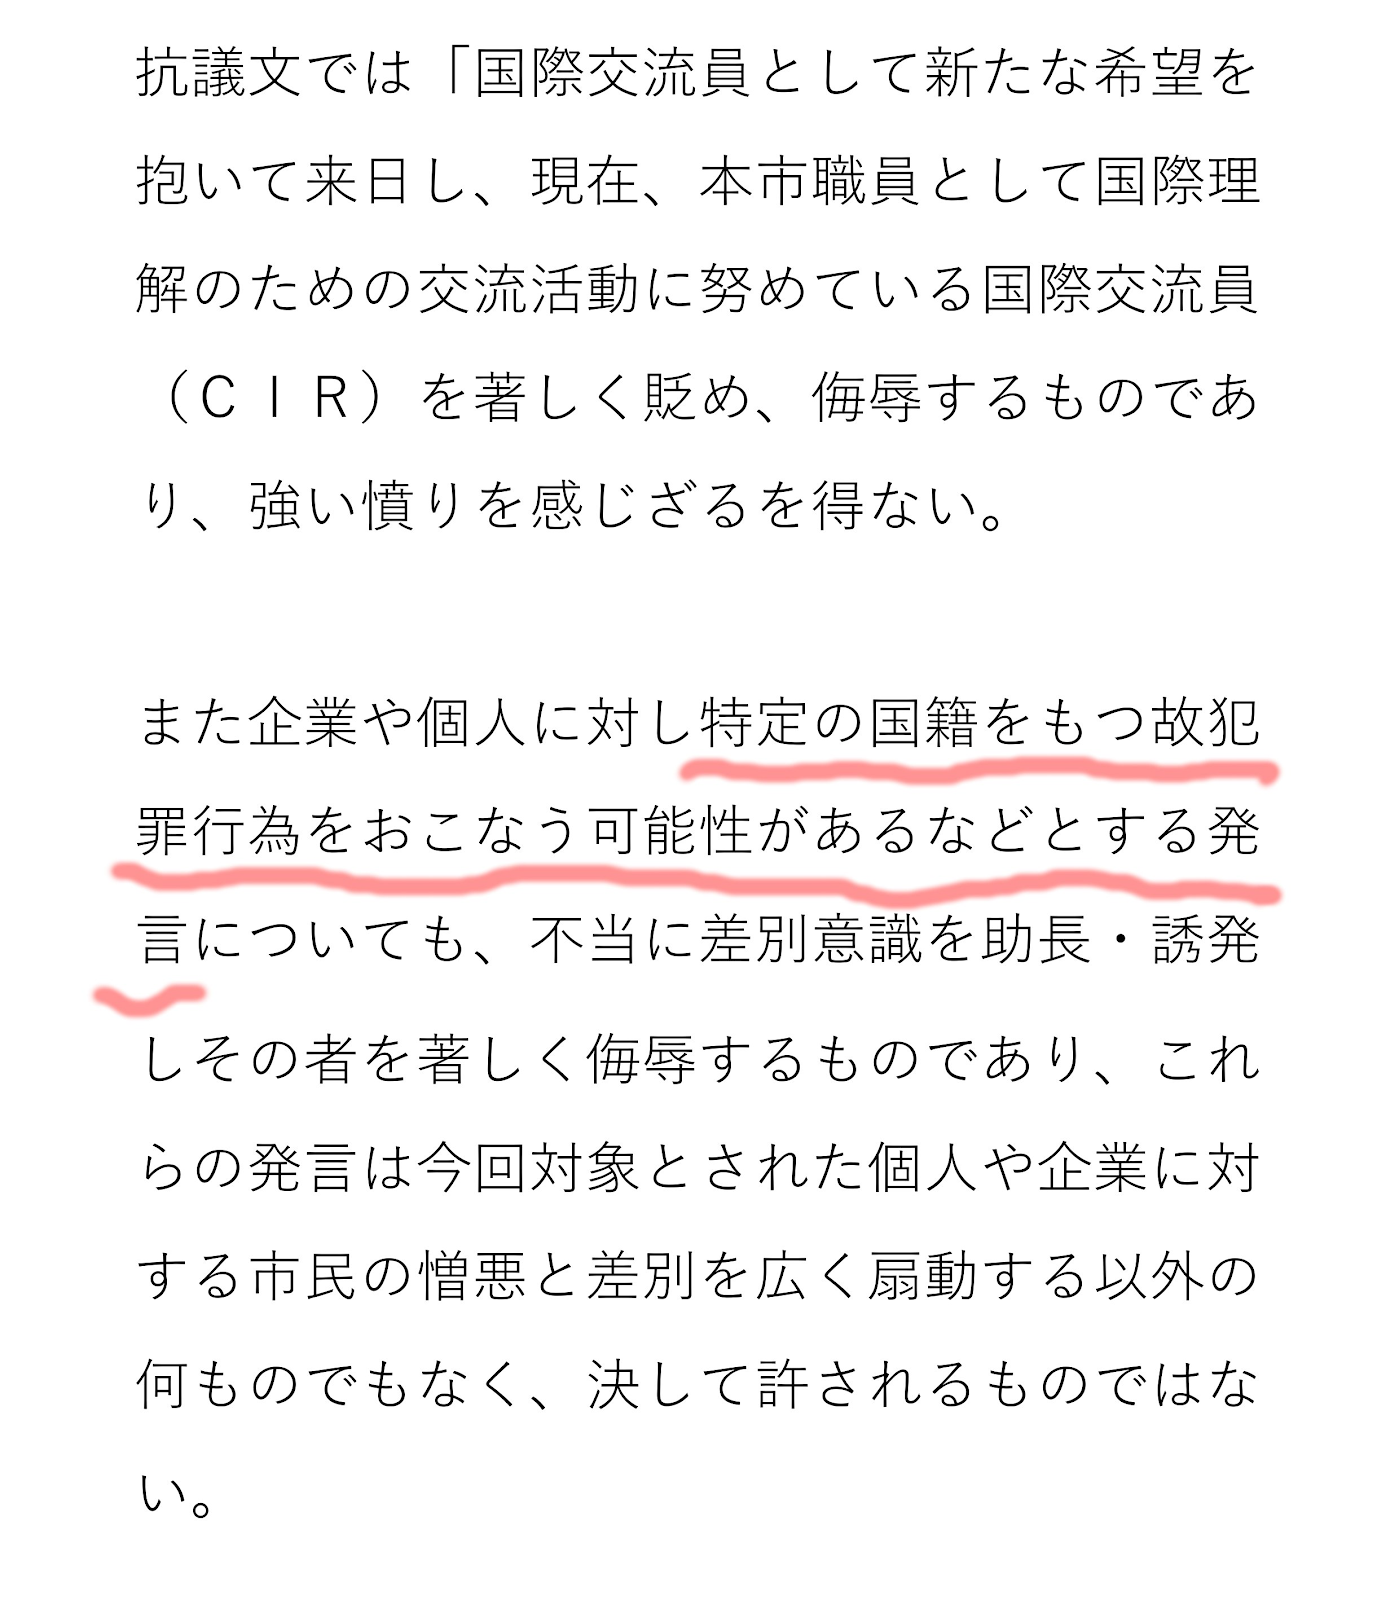 抗議文では「国際交流員として新たな希望を
抱いて来日し、現在、本市職員として国際理
解のための交流活動に努めている国際交流員
（ＣＩＲ）を著しく貶め、侮辱するものであ
り、強い憤りを感じざるを得ない。
また企業や個人に対し特定の国籍をもつ故犯
罪行為をおこなう可能性があるなどとする発
言についても、不当に差別意識を助長・誘発
しその者を著しく侮辱するものであり、これ
らの発言は今回対象とされた個人や企業に対
する市民の憎悪と差別を広く扇動する以外の
何ものでもなく、決して許されるものではな
い。